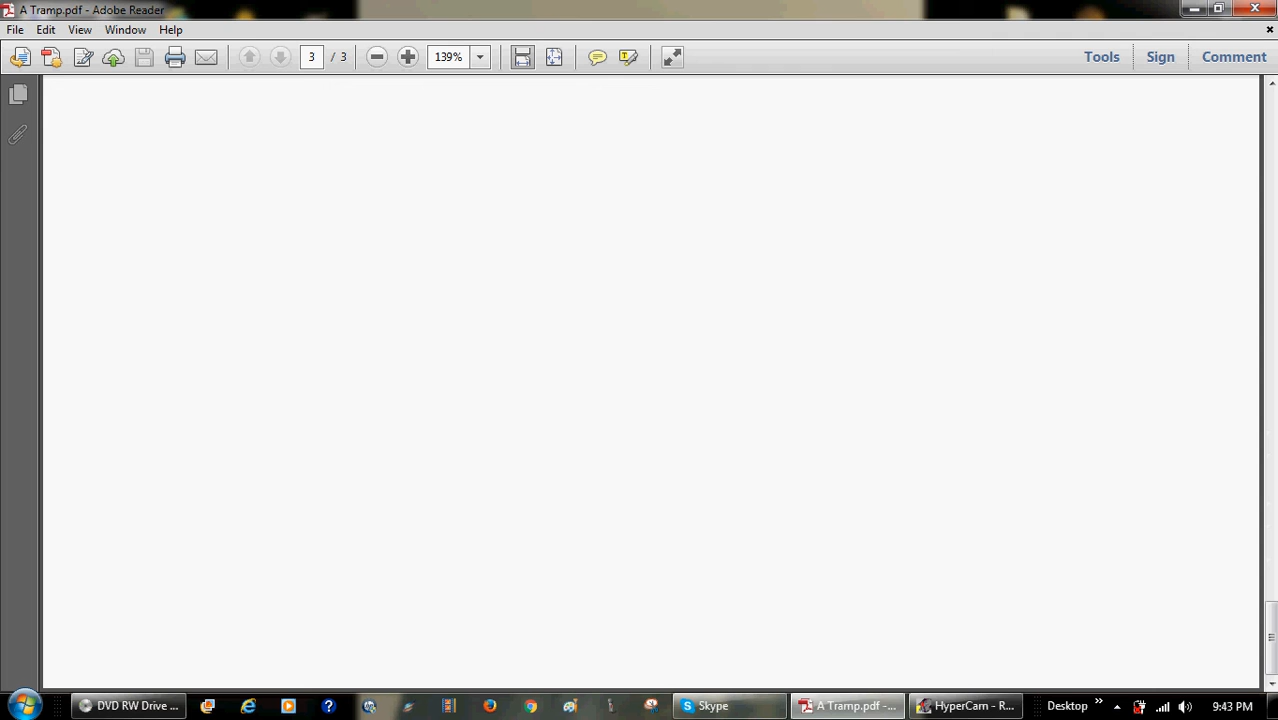 A Tramp.pdf - Adobe Reader
File Edit View Window Help
3 / 3 139% Tools Sign Comment
DVD RW Drive ... Skype A Tramp.pdf -... HyperCam - R... Desktop » 9:43 PM